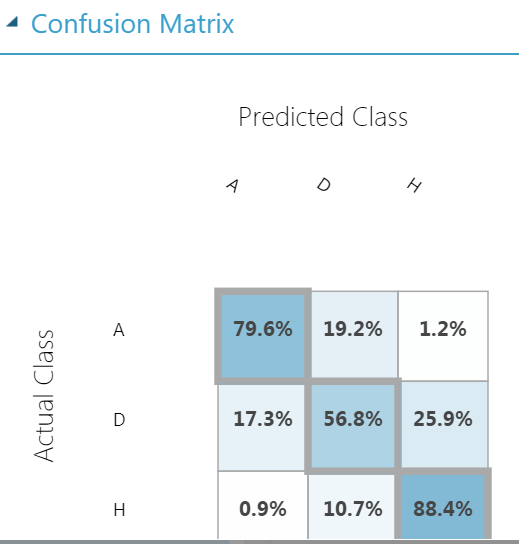 Confusion Matrix
Predicted Class
A D H
Actual Class
A 79.6% 19.2% 1.2%
D 17.3% 56.8% 25.9%
H 0.9% 10.7% 88.4%